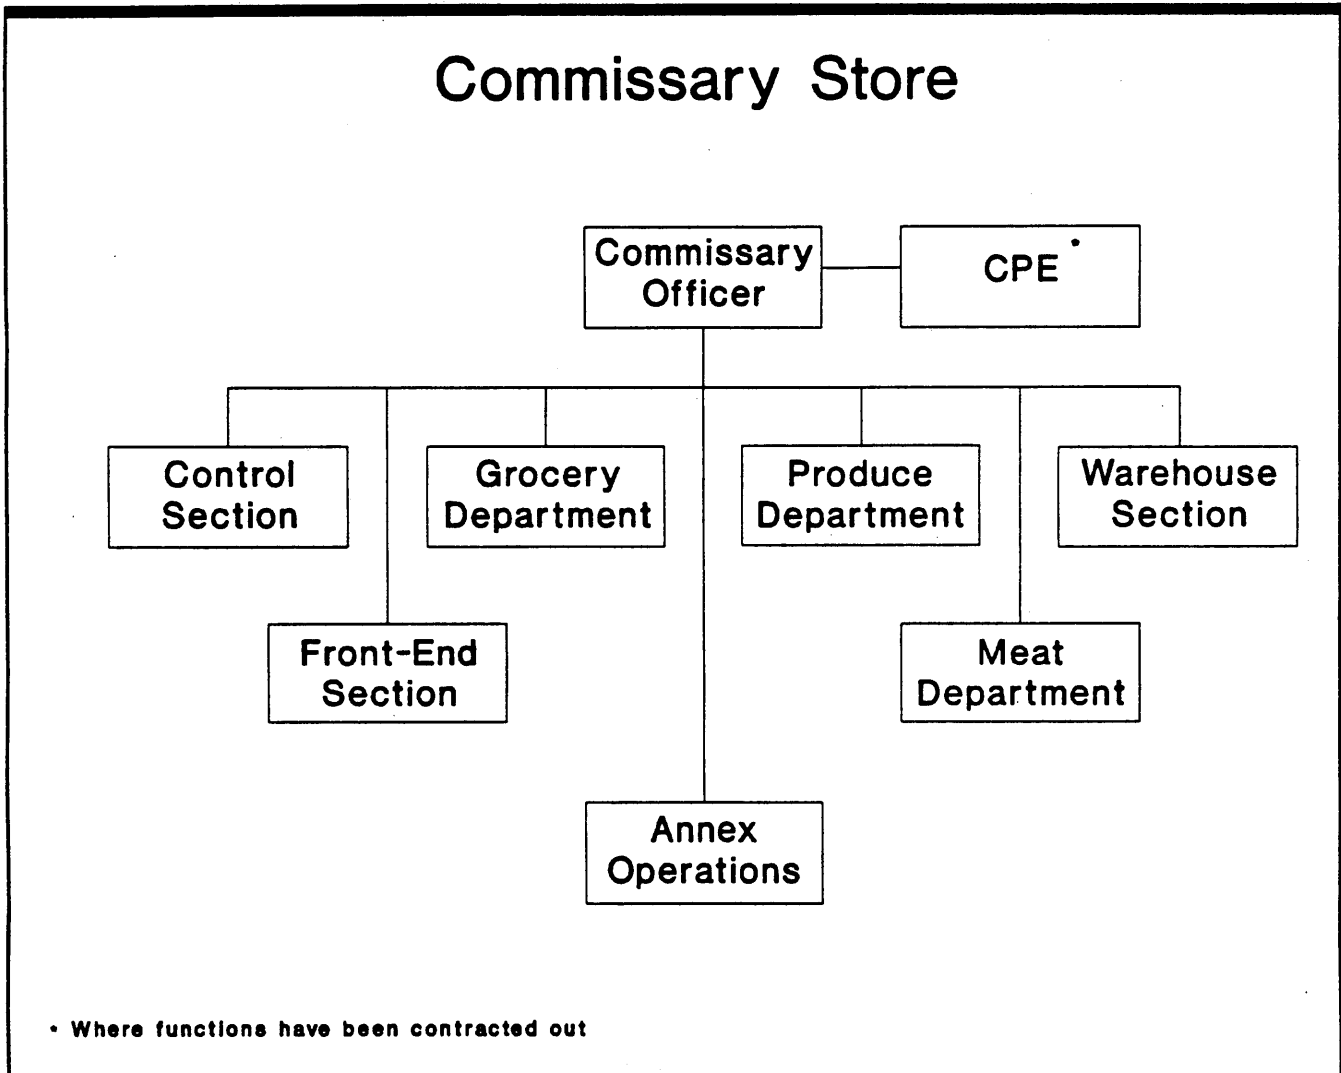 Commissary Store
Commissary
Officer
CPE *
Control
Section
Grocery
Department
Produce
Department
Warehouse
Section
Front-End
Section
Meat
Department
Annex
Operations
* Where functions have been contracted out